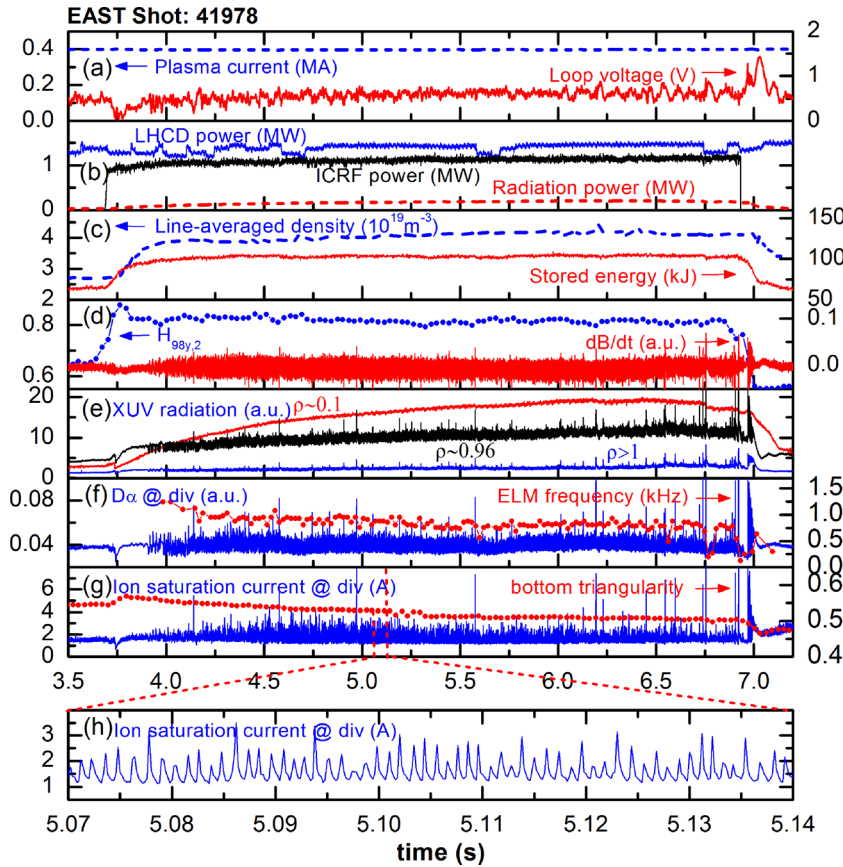 EAST Shot: 41978
0.4 (a) Plasma current (MA) 2
0.2 Loop voltage (V) 1
0.0 0
LHCD power (MW)
1 (b) ICRF power (MW)
Radiation power (MW)
0
(c) Line-averaged density (10^19 m^-3) 150
4
3 100
Stored energy (kJ)
2 50
(d) 0.1
0.8 H98y,2 dB/dt (a.u.)
0.0
0.6
20 (e) XUV radiation (a.u.) ρ~0.1
10 ρ~0.96 ρ>1
0
(f) Dα @ div (a.u.) ELM frequency (kHz) 1.5
0.08 1.0
0.04 0.5
0.0
(g) Ion saturation current @ div (A) bottom triangularity 0.6
6
4 0.5
2
0 0.4
3.5 4.0 4.5 5.0 5.5 6.0 6.5 7.0
(h) Ion saturation current @ div (A)
3
2
1
5.07 5.08 5.09 5.10 5.11 5.12 5.13 5.14
time (s)